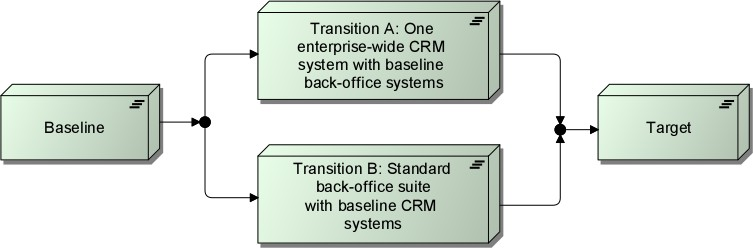 Baseline
Transition A: One
enterprise-wide CRM
system with baseline
back-office systems
Transition B: Standard
back-office suite
with baseline CRM
systems
Target